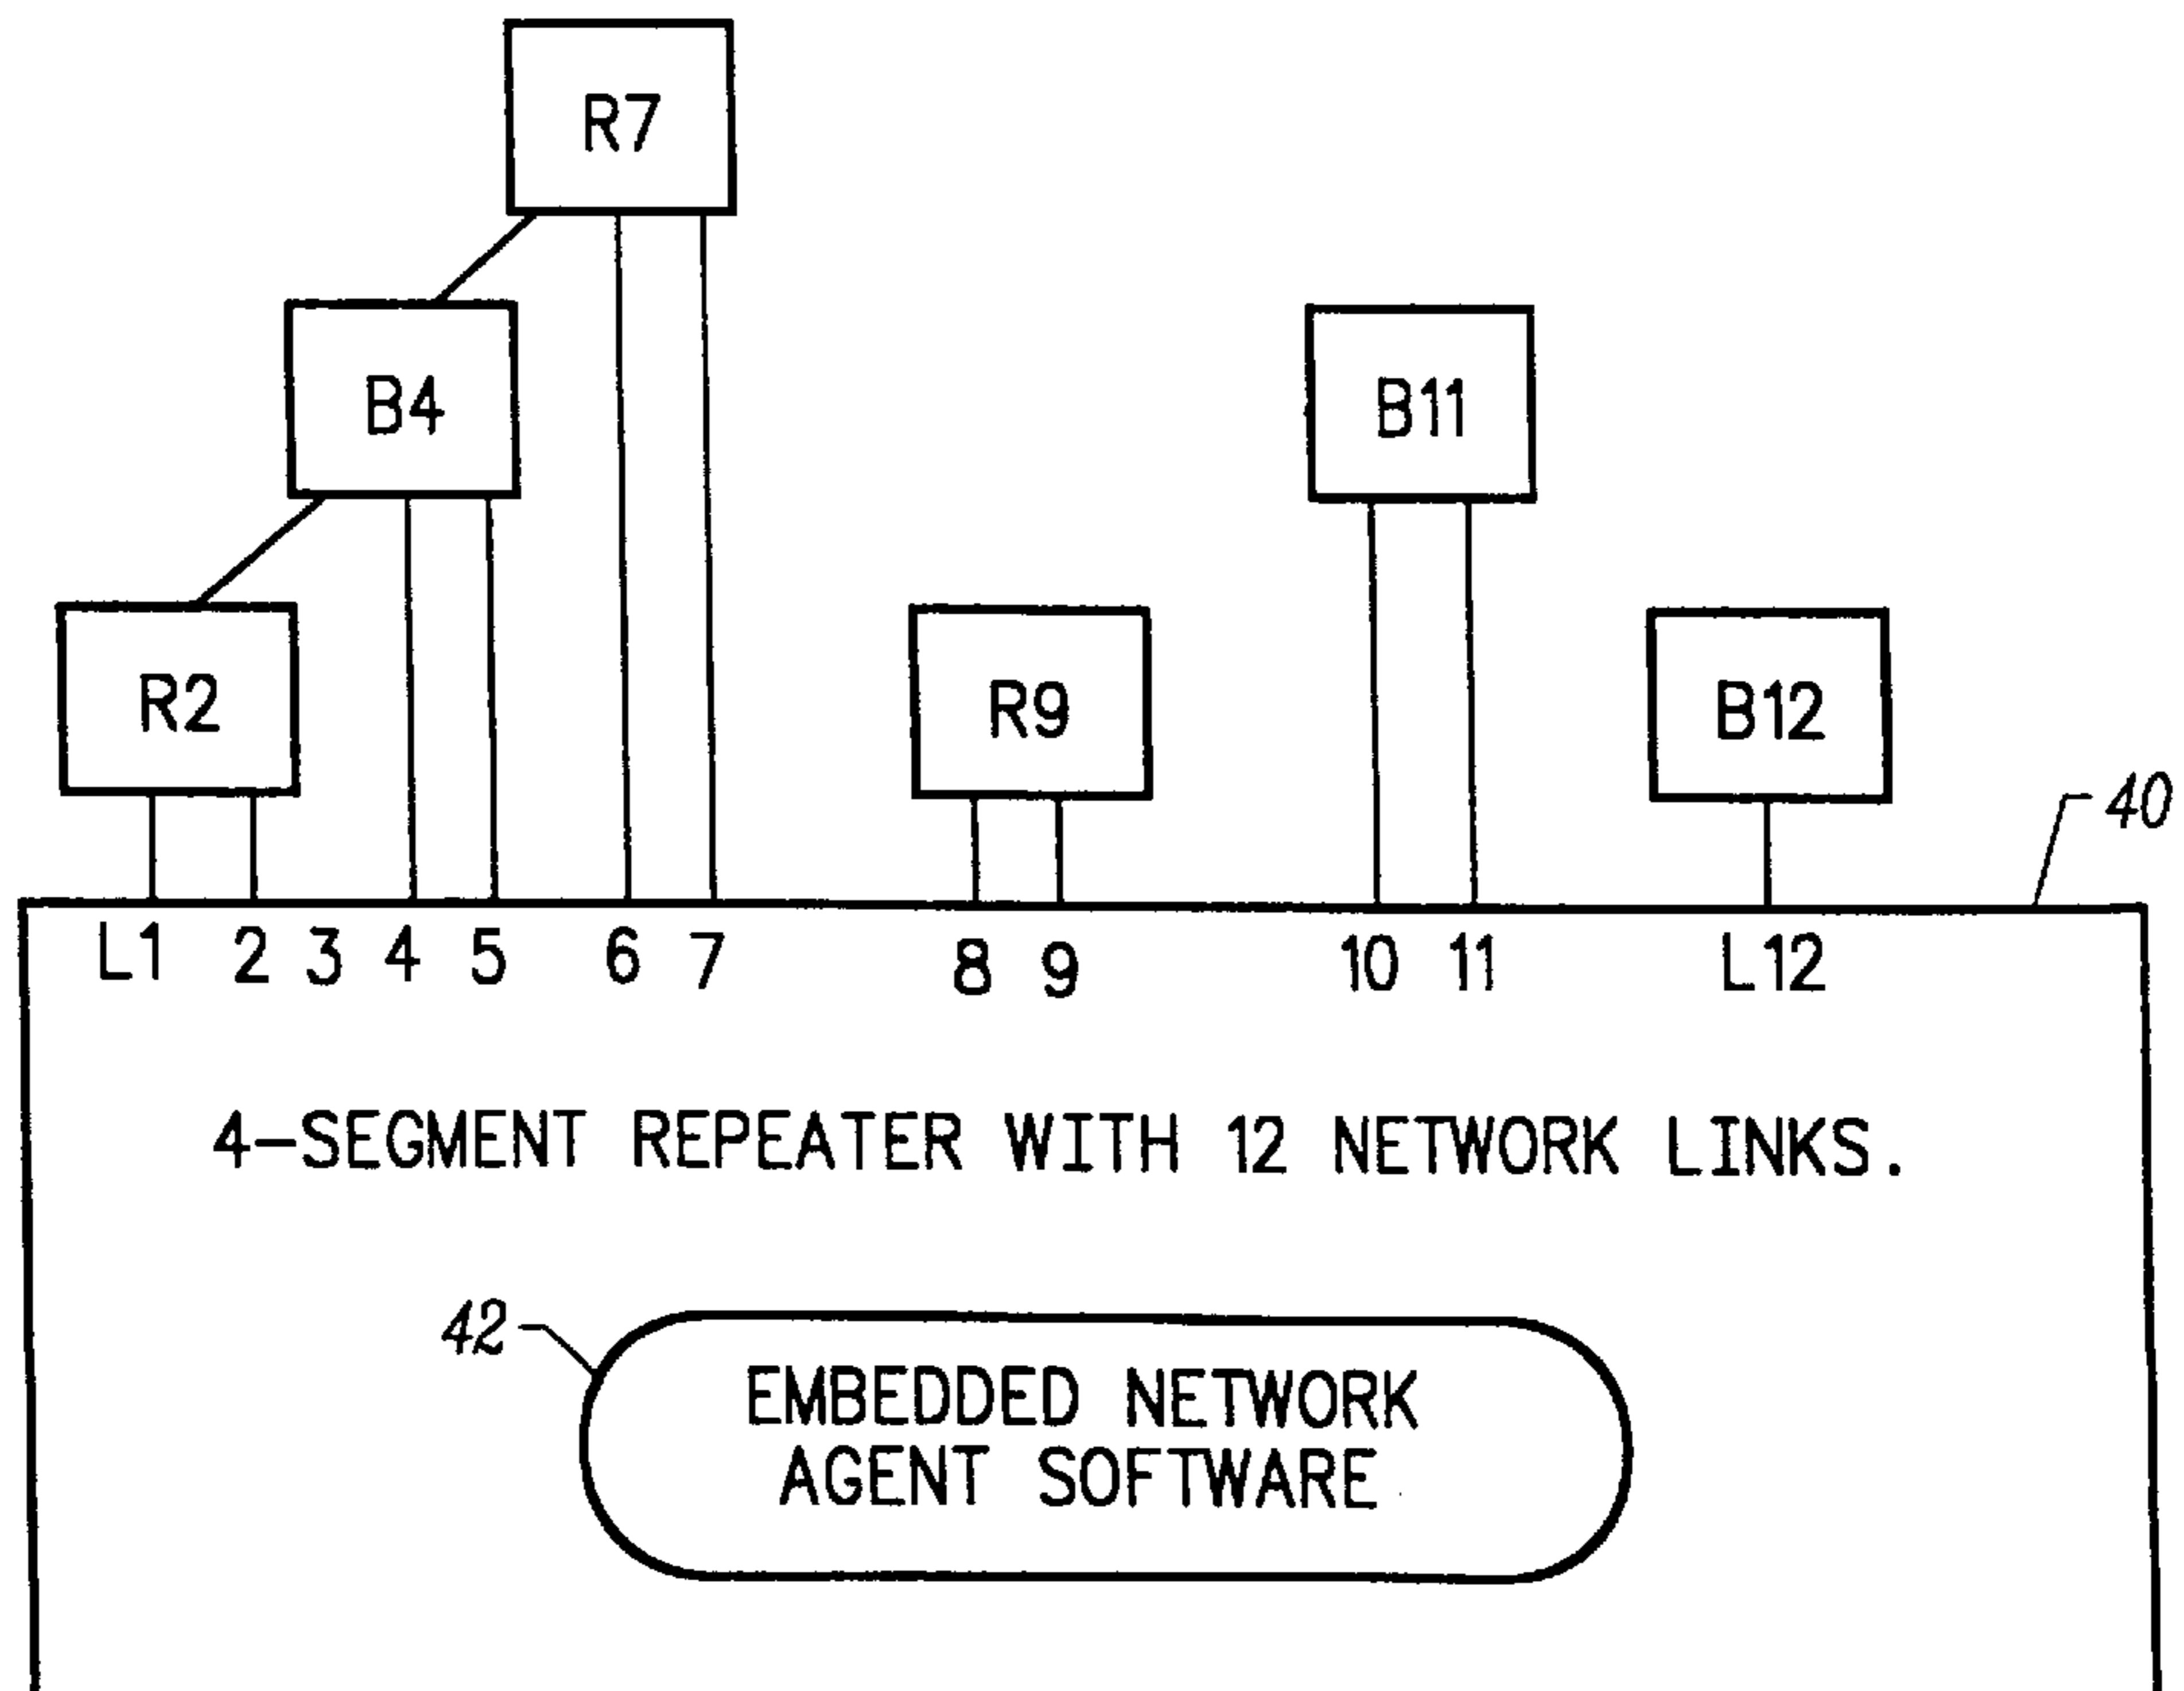 R7
B4
B11
R2
R9
B12
40
L1 2 3 4 5 6 7 8 9 10 11 L12
4-SEGMENT REPEATER WITH 12 NETWORK LINKS.
42
EMBEDDED NETWORK
AGENT SOFTWARE